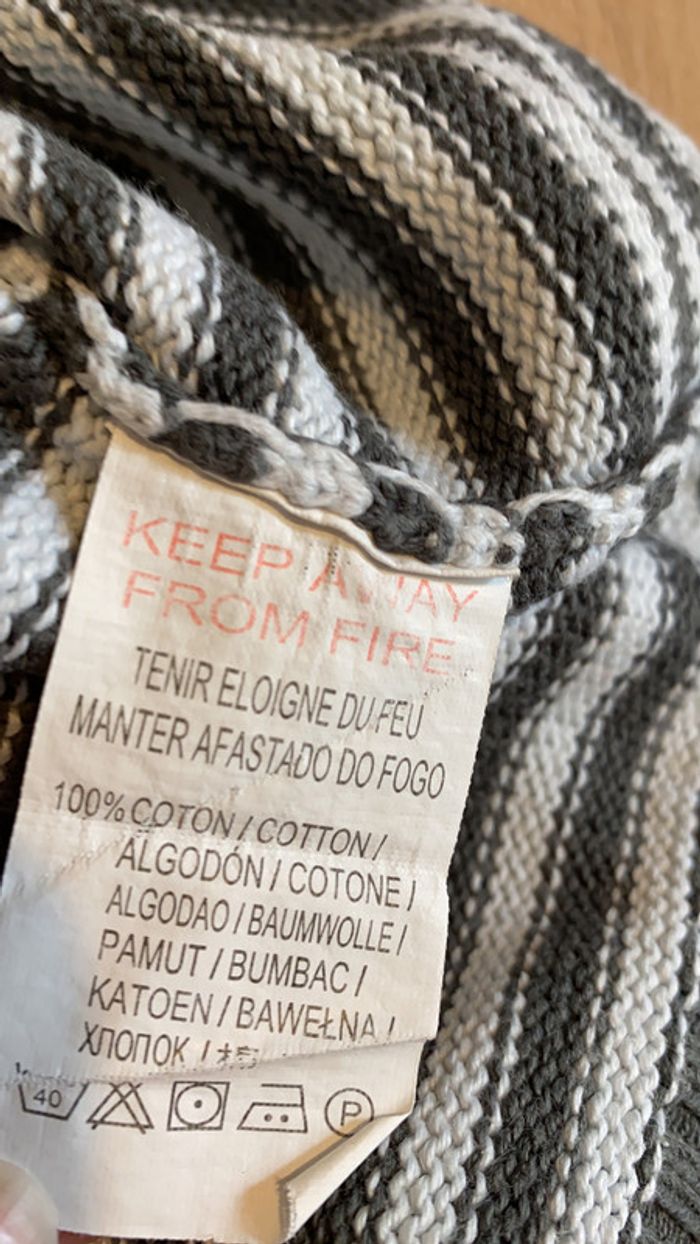 KEEP AWAY
FROM FIRE
TENIR ELOIGNE DU FEU
MANTER AFASTADO DO FOGO
100% COTON / COTTON /
ALGODÓN / COTONE /
ALGODAO / BAUMWOLLE /
PAMUT / BUMBAC /
KATOEN / BAWEŁNA /
ХЛОПОК /
40 P